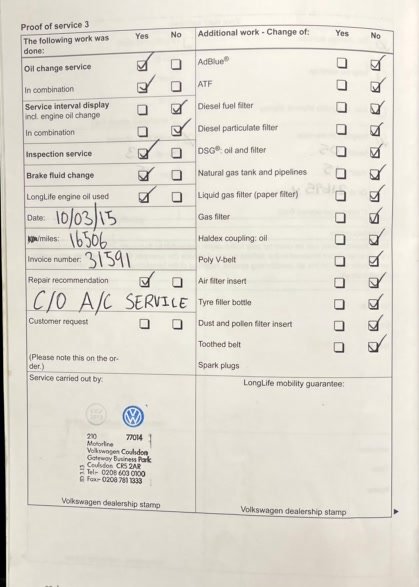 Proof of service 3
The following work was done:
Yes
No
Oil change service
In combination
Service interval display
incl. engine oil change
In combination
Inspection service
Brake fluid change
LongLife engine oil used
Date: 10/03/15
km/miles: 16506
Invoice number: 31591
Repair recommendation
C/O A/C SERVICE
Customer request
(Please note this on the or-
der.)
Service carried out by:
210 77014
Motorline
Volkswagen Coulsdon
Gateway Business Park
Coulsdon CR5 2AR
Tel:- 0208 603 0100
Fax:- 0208 781 1333
Volkswagen dealership stamp
Additional work - Change of:
Yes
No
AdBlue®
ATF
Diesel fuel filter
Diesel particulate filter
DSG®: oil and filter
Natural gas tank and pipelines
Liquid gas filter (paper filter)
Gas filter
Haldex coupling: oil
Poly V-belt
Air filter insert
Tyre filler bottle
Dust and pollen filter insert
Toothed belt
Spark plugs
LongLife mobility guarantee:
Volkswagen dealership stamp